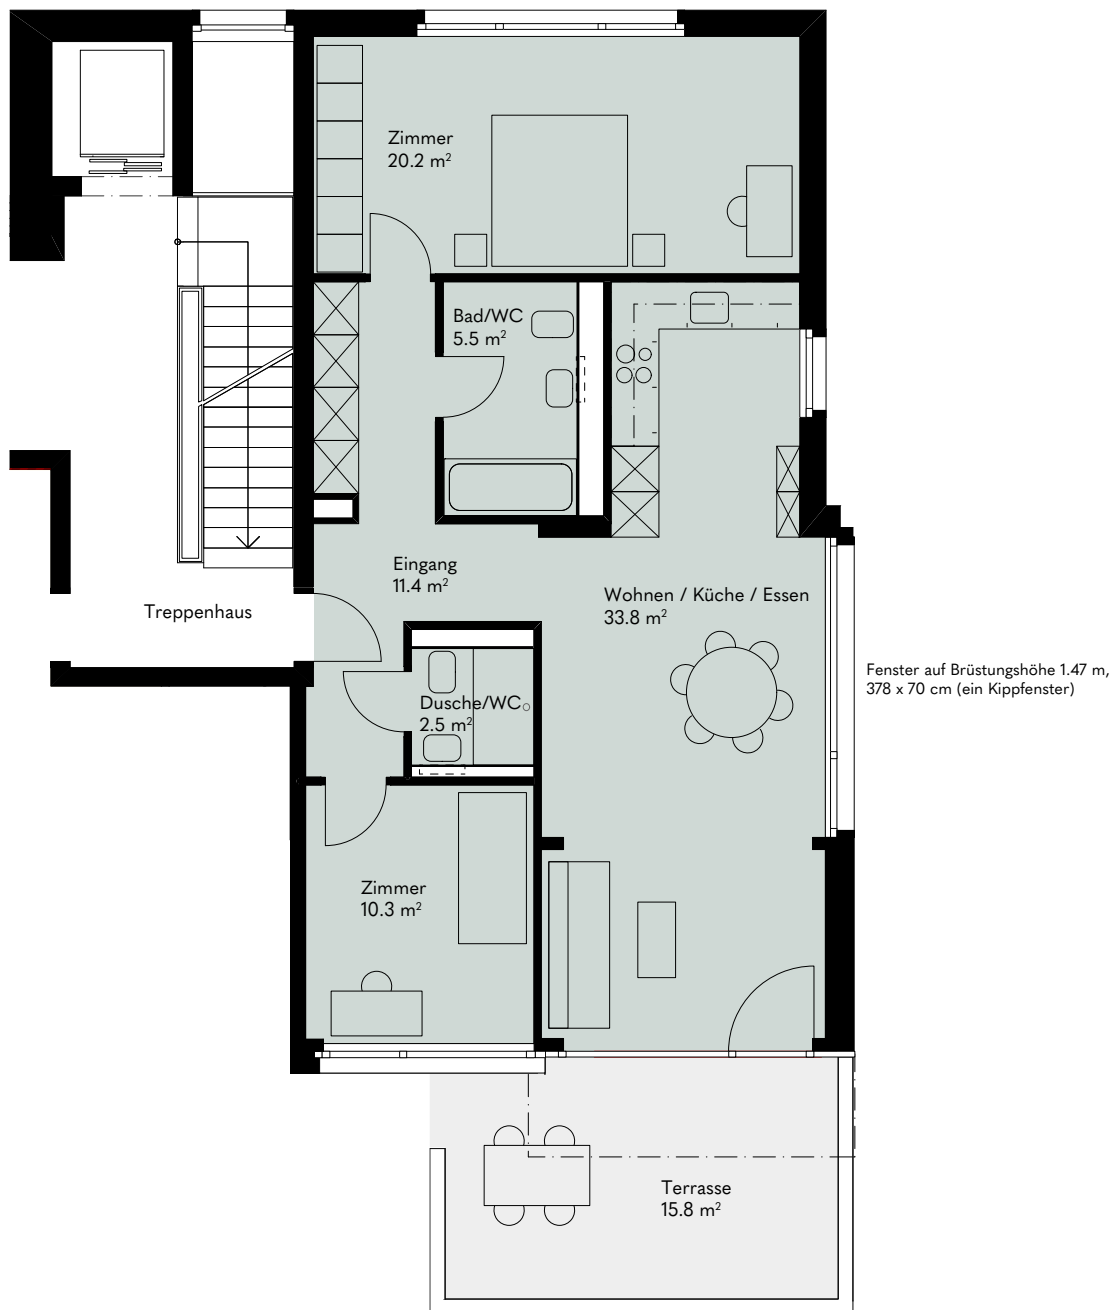 Zimmer
20.2 m²
Bad/WC
5.5 m²
Eingang
11.4 m²
Wohnen / Küche / Essen
33.8 m²
Treppenhaus
Fenster auf Brüstungshöhe 1.47 m,
378 x 70 cm (ein Kippfenster)
Dusche/WC
2.5 m²
Zimmer
10.3 m²
Terrasse
15.8 m²